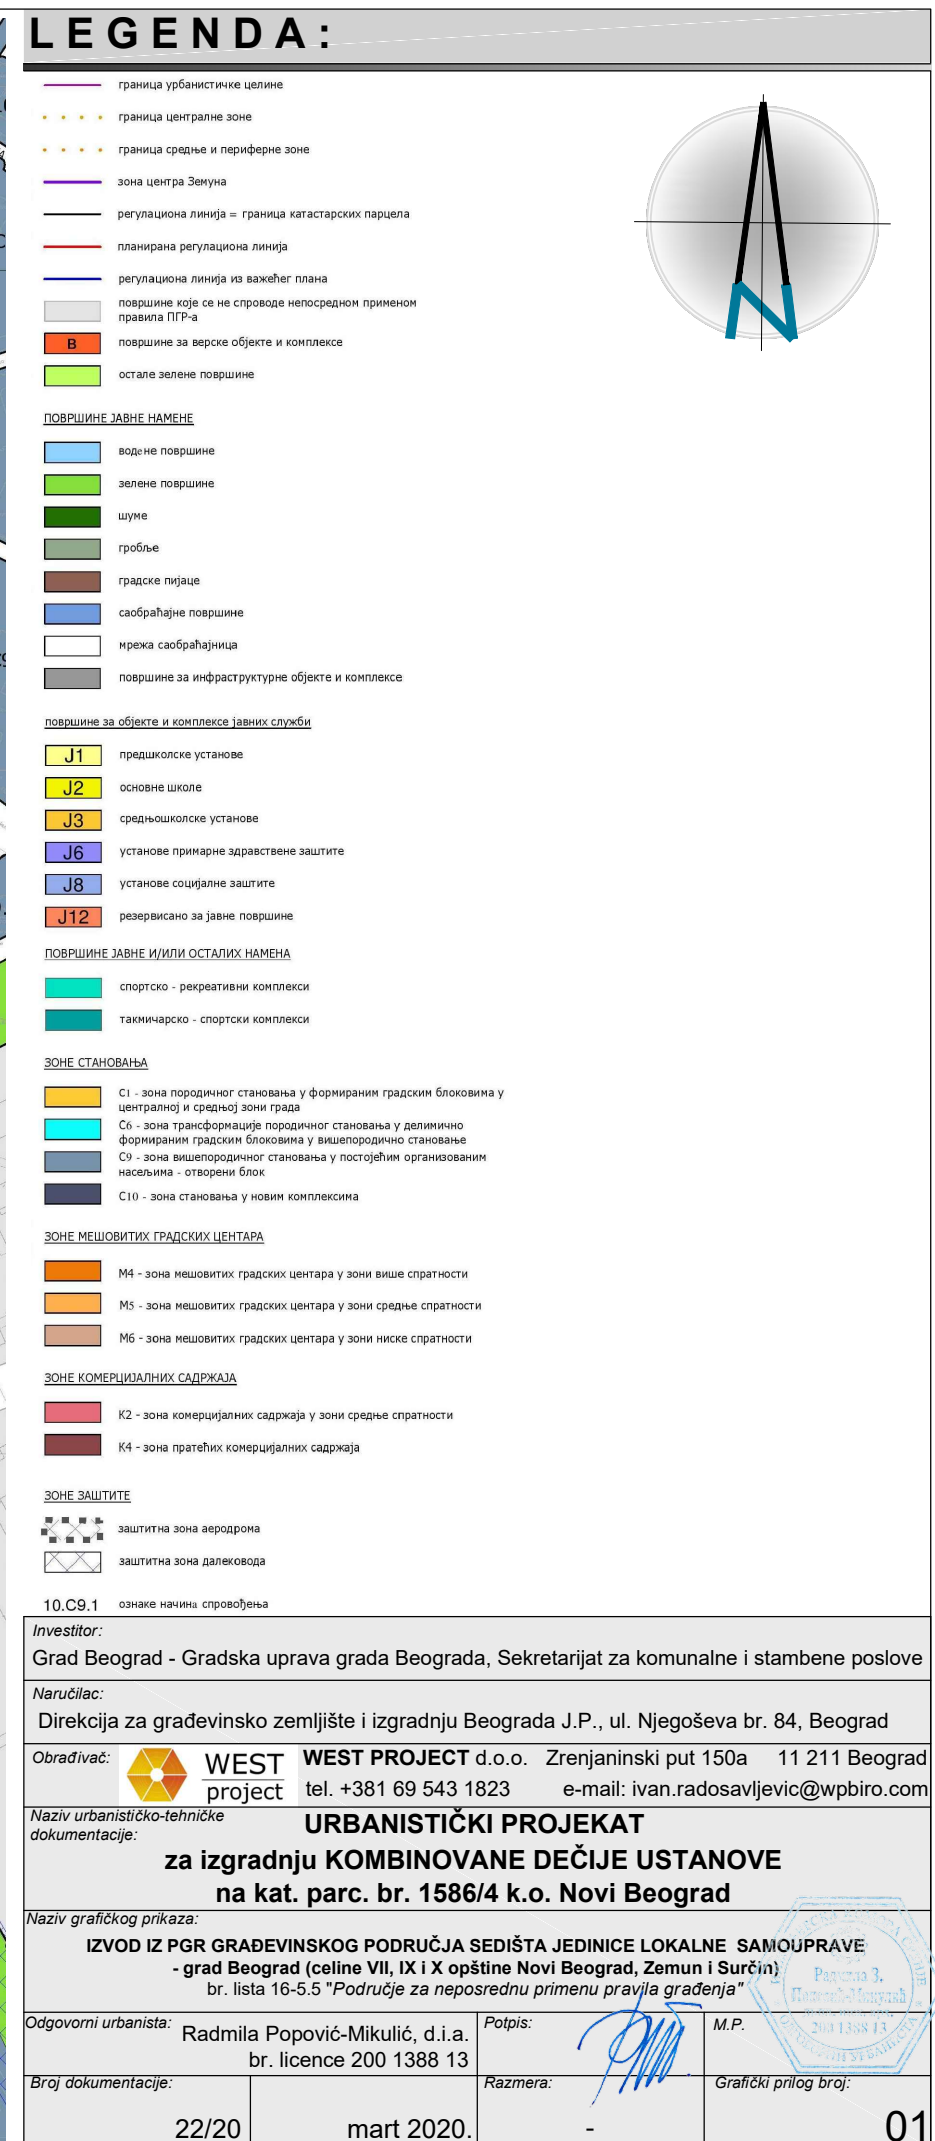 LEGENDA:
граница урбанистичке целине
граница централне зоне
граница средње и периферне зоне
зона центра Земуна
регулациона линија = граница катастарских парцела
планирана регулациона линија
регулациона линија из важећег плана
површине које се не спроводе непосредном применом
правила ПГР-а
В површине за верске објекте и комплексе
остале зелене површине
ПОВРШИНЕ ЈАВНЕ НАМЕНЕ
водене површине
зелене површине
шуме
гробље
градске пијаце
саобраћајне површине
мрежа саобраћајница
површине за инфраструктурне објекте и комплексе
површине за објекте и комплексе јавних служби
J1 предшколске установе
J2 основне школе
J3 средњошколске установе
J6 установе примарне здравствене заштите
J8 установе социјалне заштите
J12 резервисано за јавне површине
ПОВРШИНЕ ЈАВНЕ И/ИЛИ ОСТАЛИХ НАМЕНА
спортско - рекреативни комплекси
такмичарско - спортски комплекси
ЗОНЕ СТАНОВАЊА
С1 - зона породичног становања у формираним градским блоковима у
централној и средњој зони града
С6 - зона трансформације породичног становања у делимично
формираним градским блоковима у вишепородично становање
С9 - зона вишепородичног становања у постојећим организованим
насељима - отворени блок
С10 - зона становања у новим комплексима
ЗОНЕ МЕШОВИТИХ ГРАДСКИХ ЦЕНТАРА
М4 - зона мешовитих градских центара у зони више спратности
М5 - зона мешовитих градских центара у зони средње спратности
М6 - зона мешовитих градских центара у зони ниске спратности
ЗОНЕ КОМЕРЦИЈАЛНИХ САДРЖАЈА
К2 - зона комерцијалних садржаја у зони средње спратности
К4 - зона пратећих комерцијалних садржаја
ЗОНЕ ЗАШТИТЕ
заштитна зона аеродрома
заштитна зона далековода
10.C9.1 ознаке начина спровођења
Investitor:
Grad Beograd - Gradska uprava grada Beograda, Sekretarijat za komunalne i stambene poslove
Naručilac:
Direkcija za građevinsko zemljište i izgradnju Beograda J.P., ul. Njegoševa br. 84, Beograd
Obrađivač: WEST project WEST PROJECT d.o.o. Zrenjaninski put 150a 11 211 Beograd
tel. +381 69 543 1823 e-mail: ivan.radosavljevic@wpbiro.com
Naziv urbanističko-tehničke
dokumentacije:
URBANISTIČKI PROJEKAT
za izgradnju KOMBINOVANE DEČIJE USTANOVE
na kat. parc. br. 1586/4 k.o. Novi Beograd
Naziv grafičkog prikaza:
IZVOD IZ PGR GRAĐEVINSKOG PODRUČJA SEDIŠTA JEDINICE LOKALNE SAMOUPRAVE
- grad Beograd (celine VII, IX i X opštine Novi Beograd, Zemun i Surčin)
br. lista 16-5.5 "Područje za neposrednu primenu pravila građenja"
Odgovorni urbanista: Radmila Popović-Mikulić, d.i.a.
br. licence 200 1388 13
Potpis:
M.P.
Радмила З.
Поповић-Микулић
200 1388 13
Broj dokumentacije:
Razmera:
Grafički prilog broj:
22/20 mart 2020. - 01